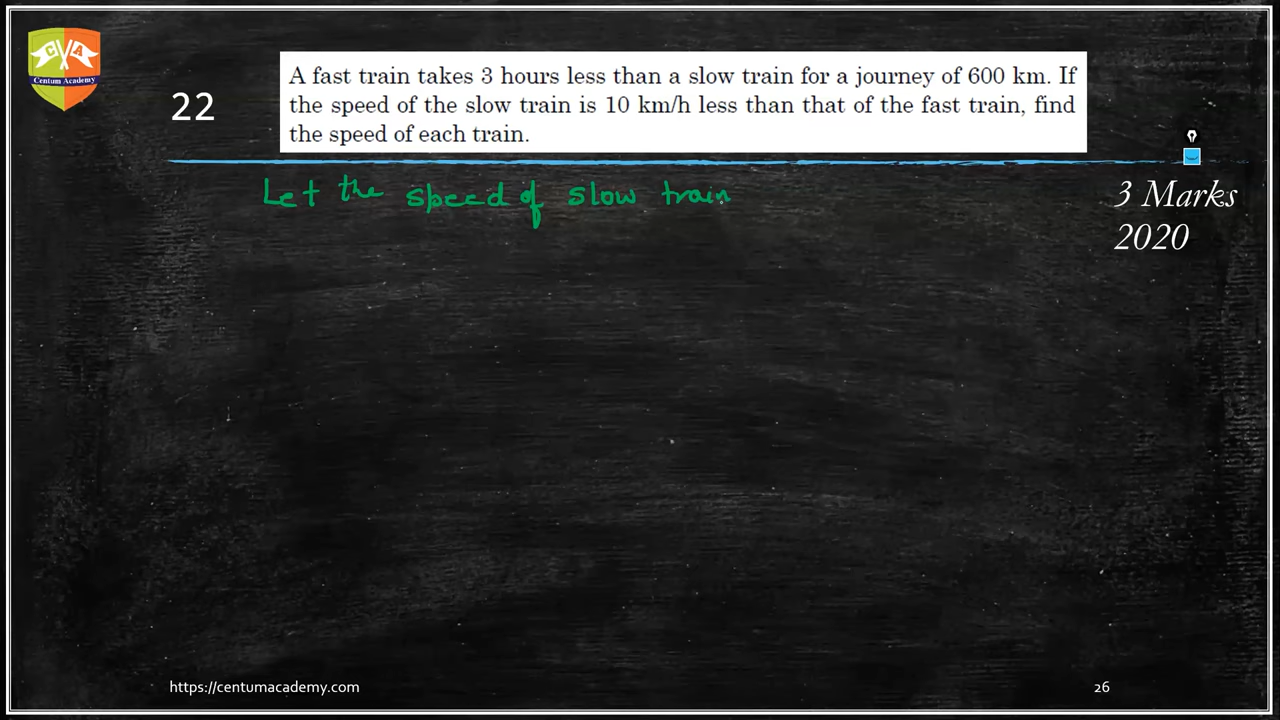 C A
Centum Academy
22
A fast train takes 3 hours less than a slow train for a journey of 600 km. If
the speed of the slow train is 10 km/h less than that of the fast train, find
the speed of each train.
Let the speed of slow train
3 Marks
2020
https://centumacademy.com
26